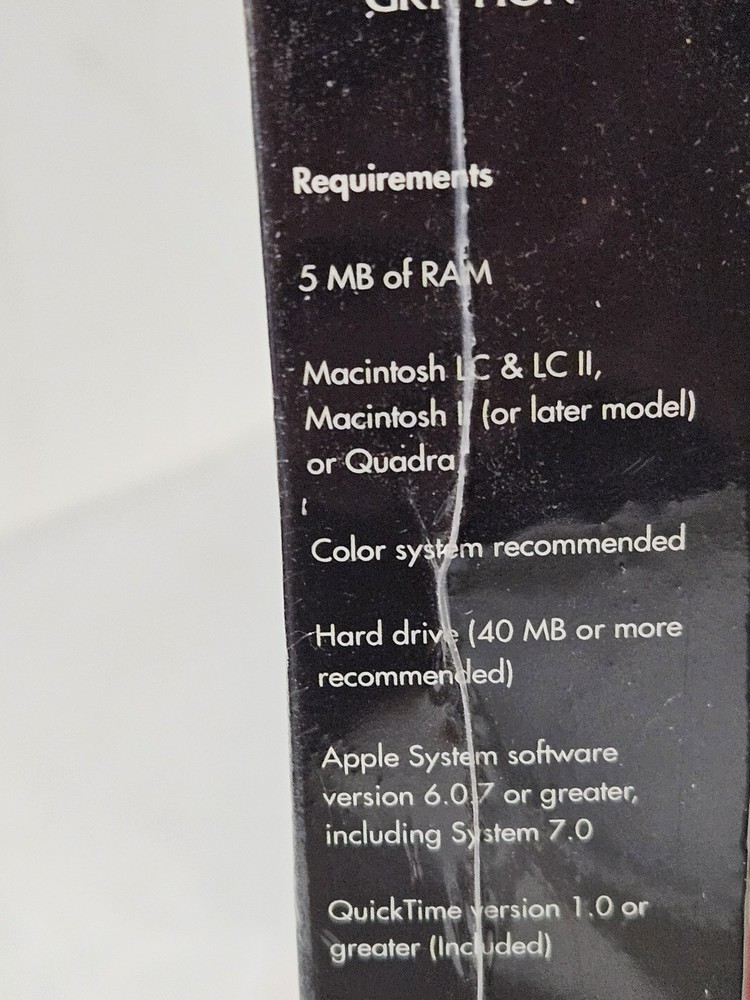 Requirements
5 MB of RAM
Macintosh LC & LC II,
Macintosh II (or later model)
or Quadra
Color system recommended
Hard drive (40 MB or more
recommended)
Apple System software
version 6.0.7 or greater,
including System 7.0
QuickTime version 1.0 or
greater (Included)